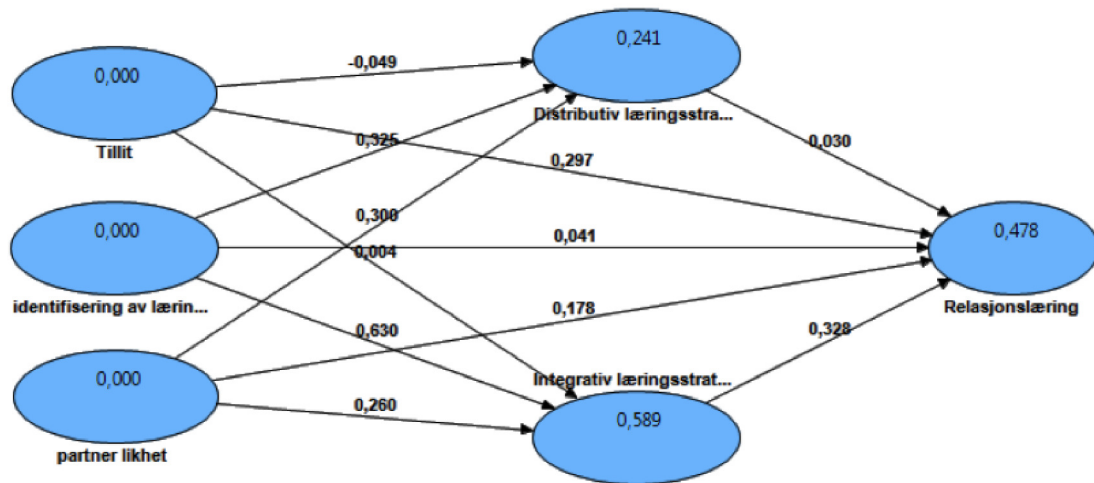 0,241
0,000
-0,049
Distributiv læringsstra...
Tillit
0,325
0,030
0,297
0,300
0,000
0,041
0,004
0,478
identifisering av lærin...
Relasjonslæring
0,178
0,630
0,328
0,000
Integrativ læringsstrat...
0,260
0,589
partner likhet